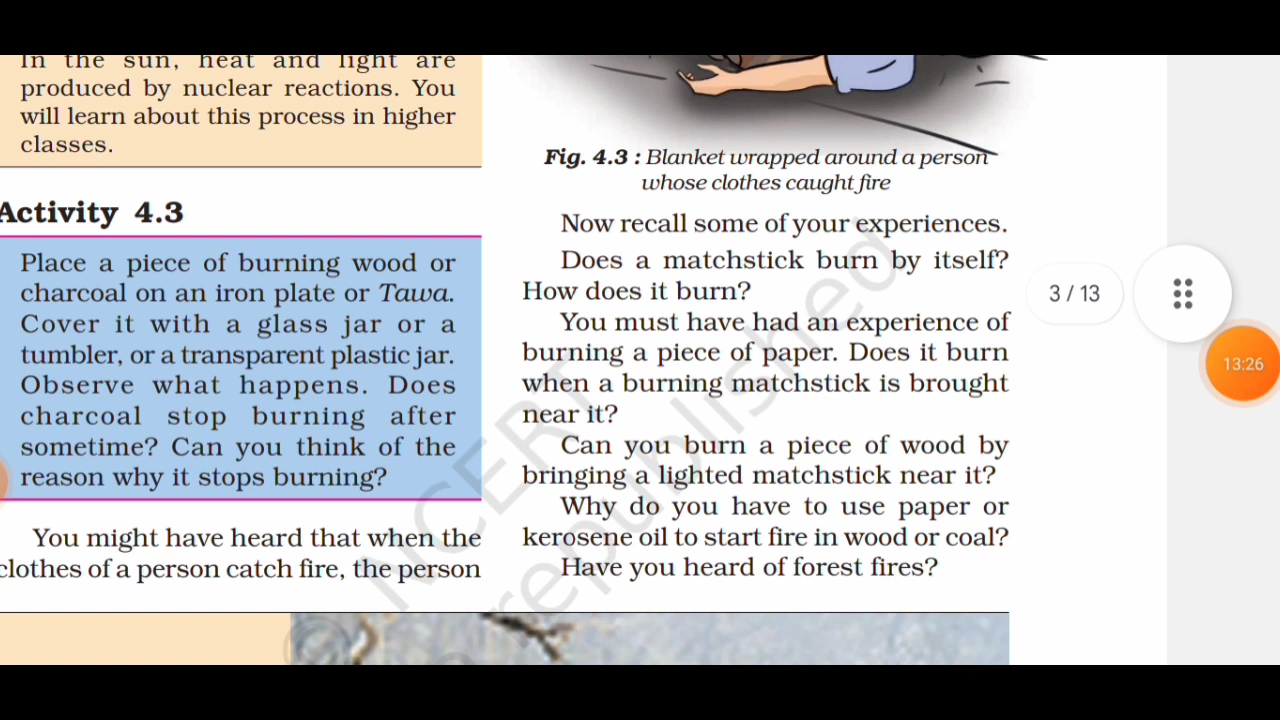 In the sun, heat and light are
produced by nuclear reactions. You
will learn about this process in higher
classes.
Activity 4.3
Place a piece of burning wood or
charcoal on an iron plate or Tawa.
Cover it with a glass jar or a
tumbler, or a transparent plastic jar.
Observe what happens. Does
charcoal stop burning after
sometime? Can you think of the
reason why it stops burning?
You might have heard that when the
clothes of a person catch fire, the person
Fig. 4.3 : Blanket wrapped around a person
whose clothes caught fire
Now recall some of your experiences.
Does a matchstick burn by itself?
How does it burn?
You must have had an experience of
burning a piece of paper. Does it burn
when a burning matchstick is brought
near it?
Can you burn a piece of wood by
bringing a lighted matchstick near it?
Why do you have to use paper or
kerosene oil to start fire in wood or coal?
Have you heard of forest fires?
© NCERT
republished
3 / 13
13:26